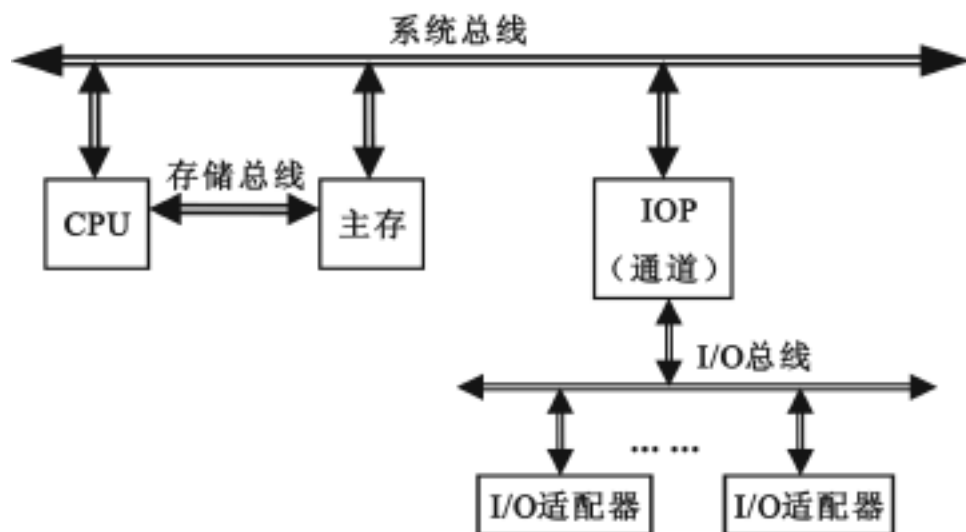 系统总线
存储总线
CPU
主存
IOP
（通道）
I/O总线
... ...
I/O适配器
I/O适配器